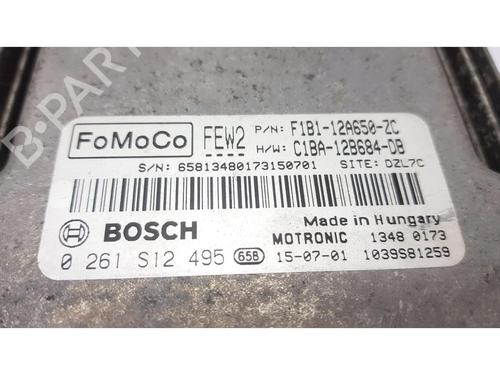 FoMoCo FEW2 P/N: F1B1-12A650-ZC
H/W: C1BA-12B684-DB
S/N: 65813480173150701 SITE: DZL7C
Made in Hungary
BOSCH MOTRONIC 1348 0173
0 261 S12 495 658 15-07-01 1039S81259
B-PARTS